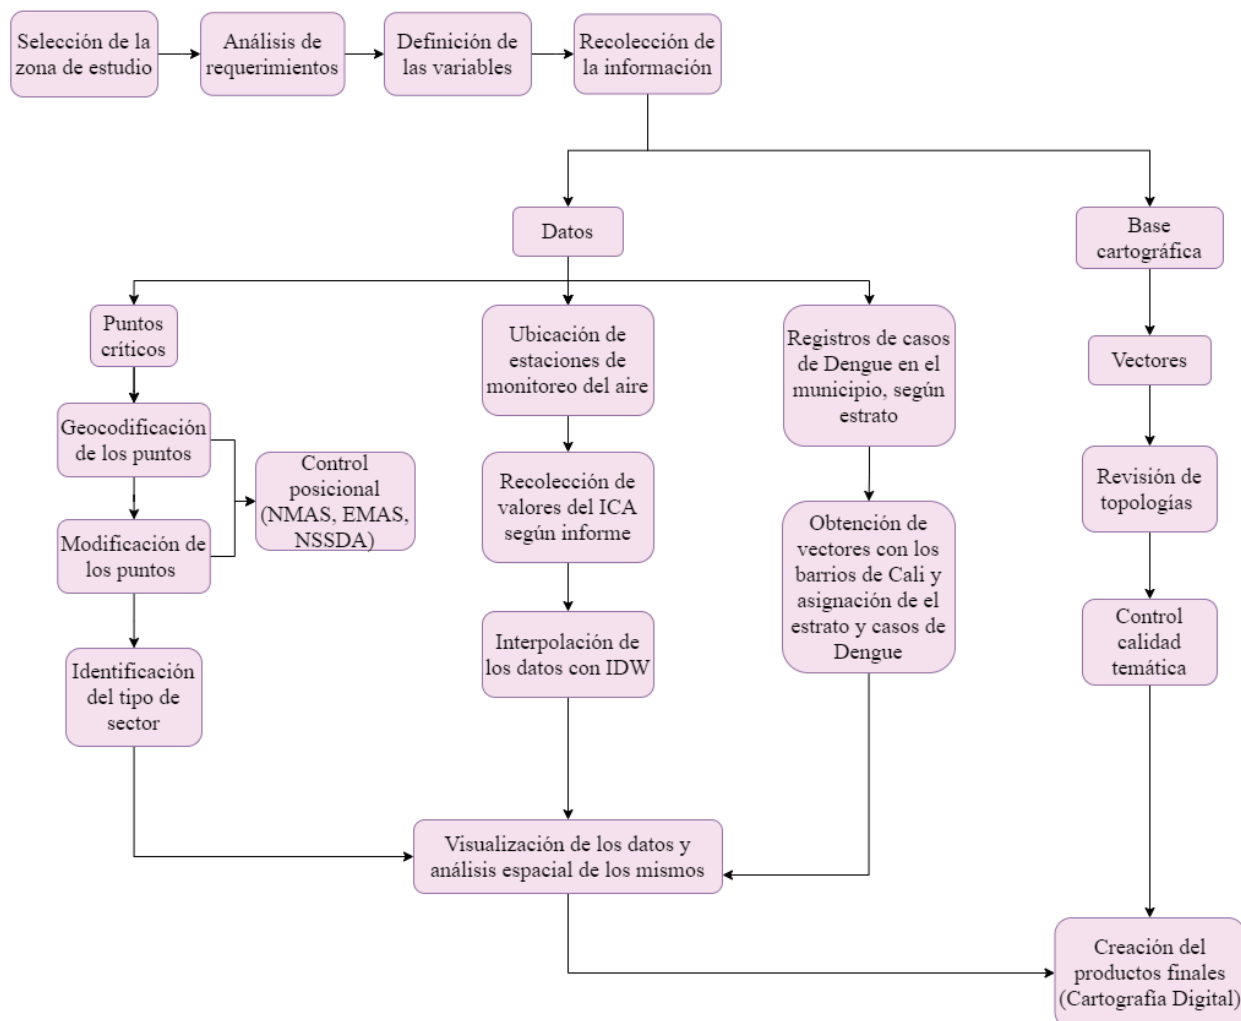 Selección de la
zona de estudio
Análisis de
requerimientos
Definición de
las variables
Recolección de
la información
Datos
Base
cartográfica
Puntos
críticos
Ubicación de
estaciones de
monitoreo del aire
Registros de casos
de Dengue en el
municipio, según
estrato
Vectores
Geocodificación
de los puntos
Control
posicional
(NMAS, EMAS,
NSSDA)
Recolección de
valores del ICA
según informe
Revisión de
topologías
Modificación de
los puntos
Obtención de
vectores con los
barrios de Cali y
asignación de el
estrato y casos de
Dengue
Identificación
del tipo de
sector
Interpolación de
los datos con IDW
Control
calidad
temática
Visualización de los datos y
análisis espacial de los mismos
Creación del
productos finales
(Cartografía Digital)